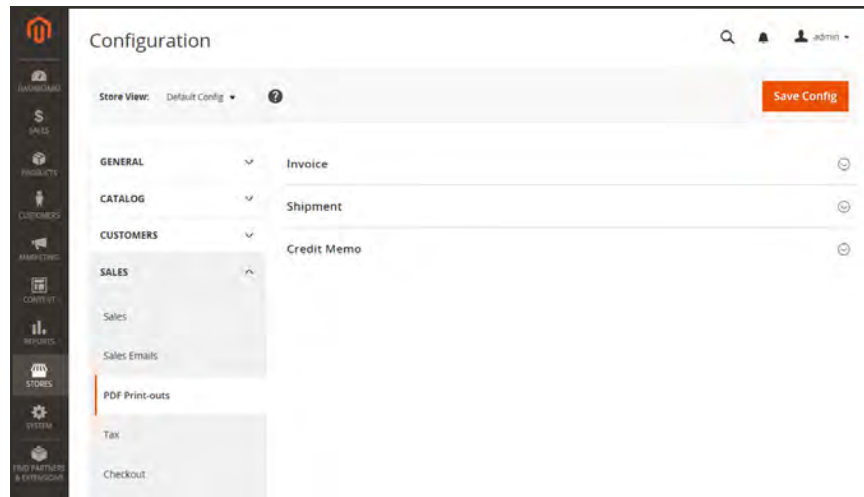 Configuration
admin
DASHBOARD
Store View: Default Config
Save Config
$
SALES
PRODUCTS
CUSTOMERS
MARKETING
CONTENT
REPORTS
STORES
SYSTEM
FIND PARTNERS
& EXTENSIONS
GENERAL
CATALOG
CUSTOMERS
SALES
Sales
Sales Emails
PDF Print-outs
Tax
Checkout
Invoice
Shipment
Credit Memo